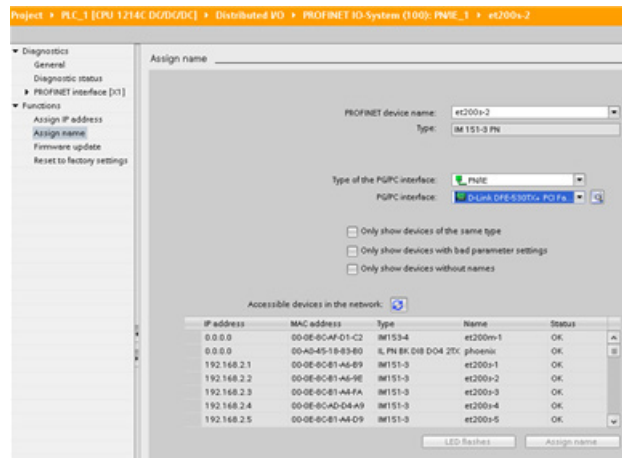 Project ▸ PLC_1 [CPU 1214C DC/DC/DC] ▸ Distributed I/O ▸ PROFINET IO-System (100): PN/IE_1 ▸ et200s-2
Diagnostics
General
Diagnostic status
PROFINET interface [X1]
Functions
Assign IP address
Assign name
Firmware update
Reset to factory settings
Assign name
PROFINET device name: et200s-2
Type: IM 151-3 PN
Type of the PG/PC interface: PN/IE
PG/PC interface: D-Link DFE-530TX+ PCI Fa...
Only show devices of the same type
Only show devices with bad parameter settings
Only show devices without names
Accessible devices in the network:
IP address MAC address Type Name Status
0.0.0.0 00-0E-8C-AF-D1-C2 IM153-4 et200m-1 OK
0.0.0.0 00-A0-45-18-83-B0 IL PN BK DI8 DO4 2TX phoenix OK
192.168.2.1 00-0E-8C-B1-A6-B9 IM151-3 et200s-1 OK
192.168.2.2 00-0E-8C-B1-A6-9E IM151-3 et200s-2 OK
192.168.2.3 00-0E-8C-B1-A4-FA IM151-3 et200s-3 OK
192.168.2.4 00-0E-8C-AD-D4-A9 IM151-3 et200s-4 OK
192.168.2.5 00-0E-8C-B1-A4-D9 IM151-3 et200s-5 OK
LED flashes Assign name